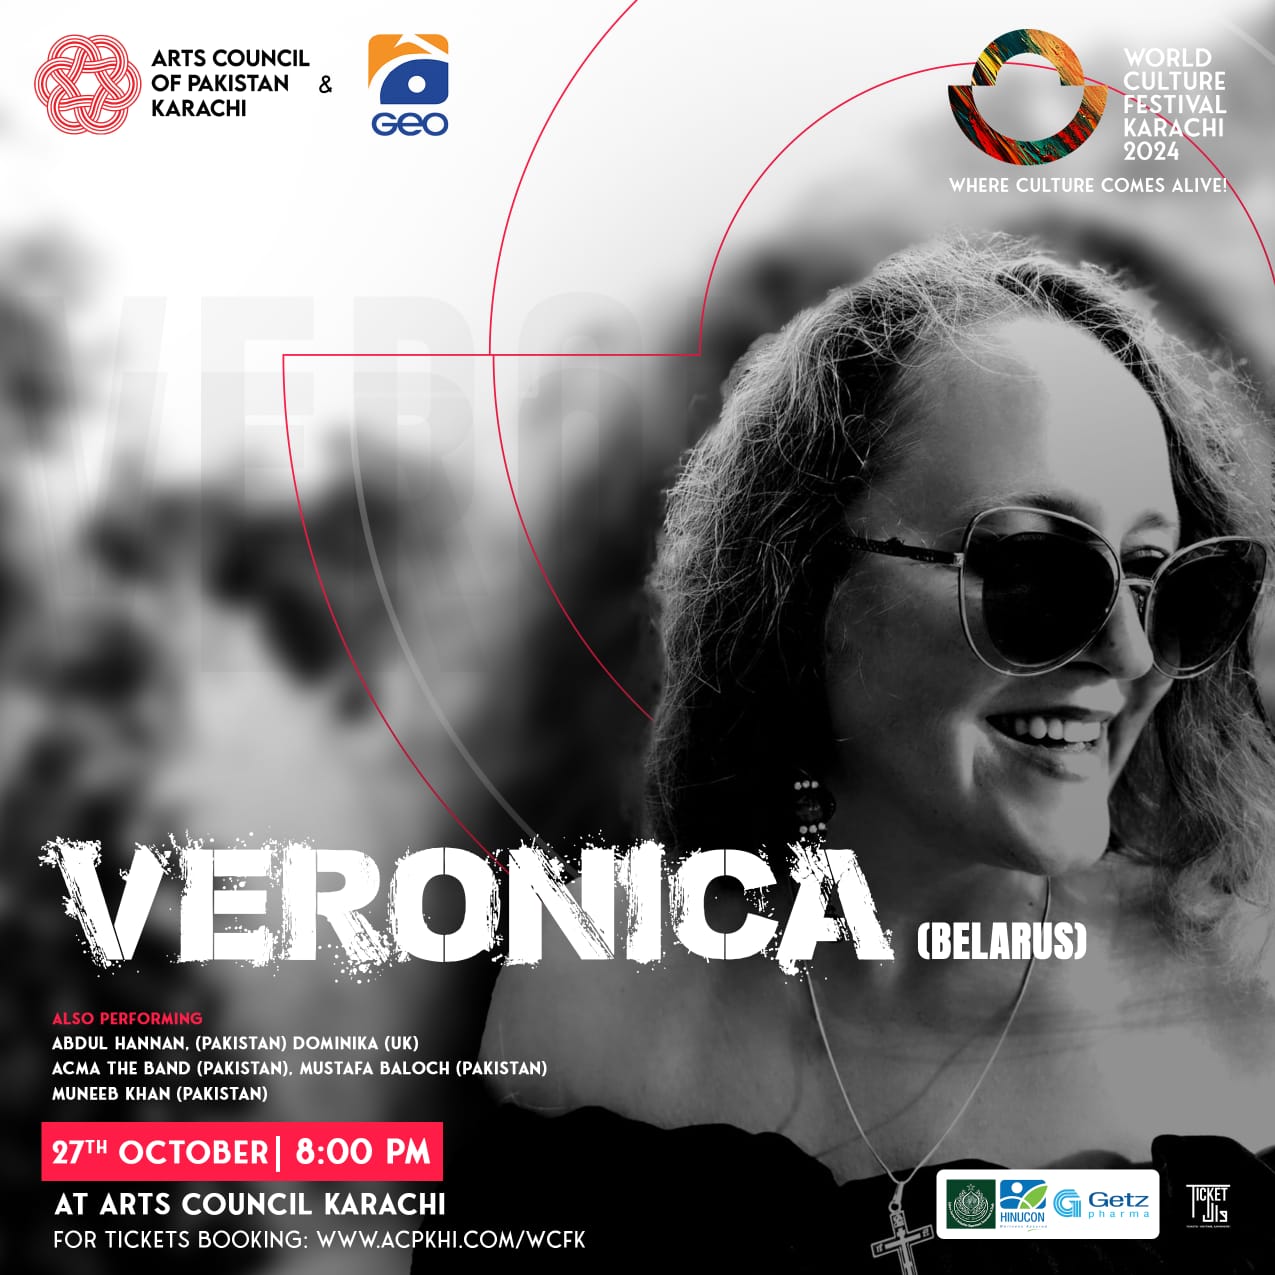 ARTS COUNCIL
OF PAKISTAN
KARACHI
&
GEO
WORLD
CULTURE
FESTIVAL
KARACHI
2024
WHERE CULTURE COMES ALIVE!
VERONICA (BELARUS)
ALSO PERFORMING
ABDUL HANNAN, (PAKISTAN) DOMINIKA (UK)
ACMA THE BAND (PAKISTAN), MUSTAFA BALOCH (PAKISTAN)
MUNEEB KHAN (PAKISTAN)
27TH OCTOBER| 8:00 PM
AT ARTS COUNCIL KARACHI
FOR TICKETS BOOKING: WWW.ACPKHI.COM/WCFK
HINUCON
Getz
pharma
TICKET
والا